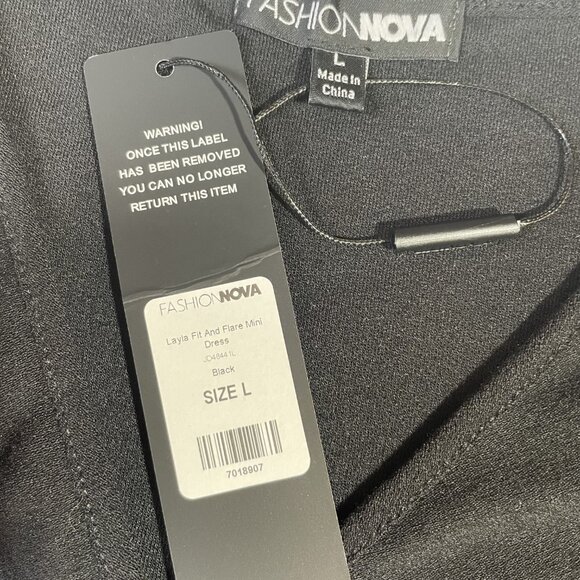 FASHIONNOVA
L
Made in
China
WARNING!
ONCE THIS LABEL
HAS BEEN REMOVED
YOU CAN NO LONGER
RETURN THIS ITEM
FASHIONNOVA
Layla Fit And Flare Mini
Dress
JD46441L
Black
SIZE L
7018907